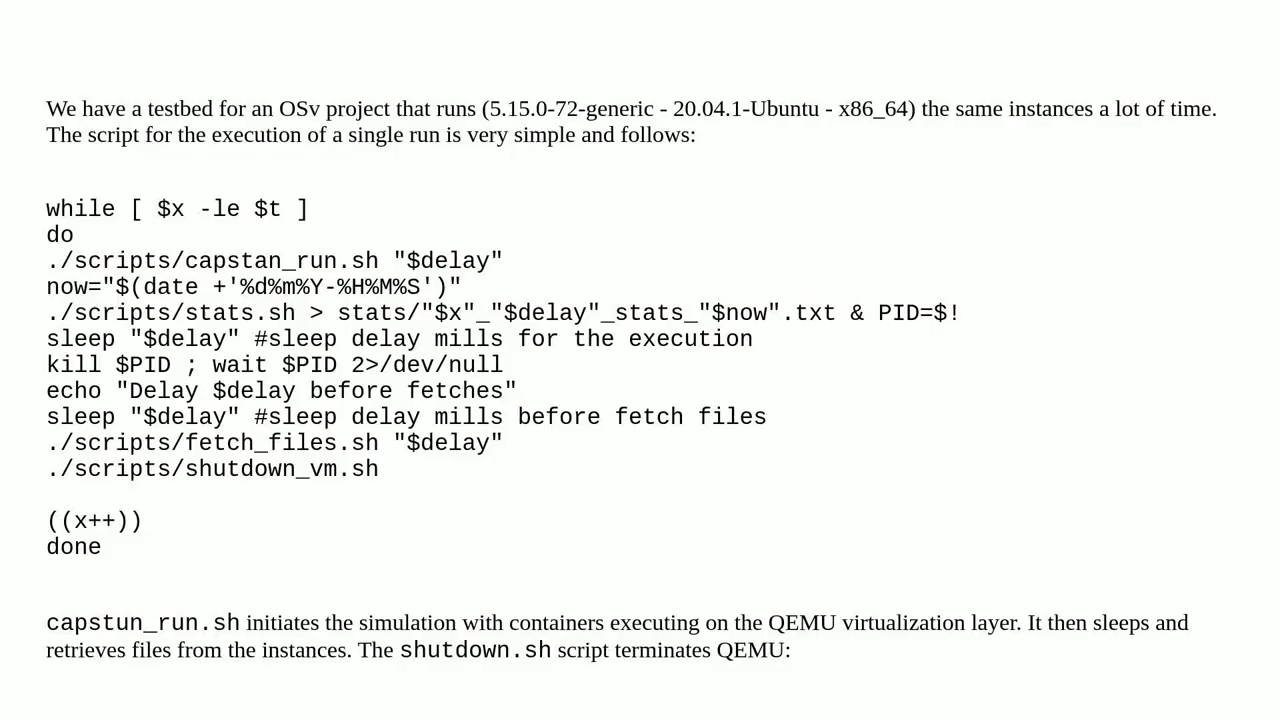 We have a testbed for an OSv project that runs (5.15.0-72-generic - 20.04.1-Ubuntu - x86_64) the same instances a lot of time.
The script for the execution of a single run is very simple and follows:
while [ $x -le $t ]
do
./scripts/capstan_run.sh "$delay"
now="$(date +'%d%m%Y-%H%M%S')"
./scripts/stats.sh > stats/"$x"_"$delay"_stats_"$now".txt & PID=$!
sleep "$delay" #sleep delay mills for the execution
kill $PID ; wait $PID 2>/dev/null
echo "Delay $delay before fetches"
sleep "$delay" #sleep delay mills before fetch files
./scripts/fetch_files.sh "$delay"
./scripts/shutdown_vm.sh
((x++))
done
capstun_run.sh initiates the simulation with containers executing on the QEMU virtualization layer. It then sleeps and
retrieves files from the instances. The shutdown.sh script terminates QEMU: